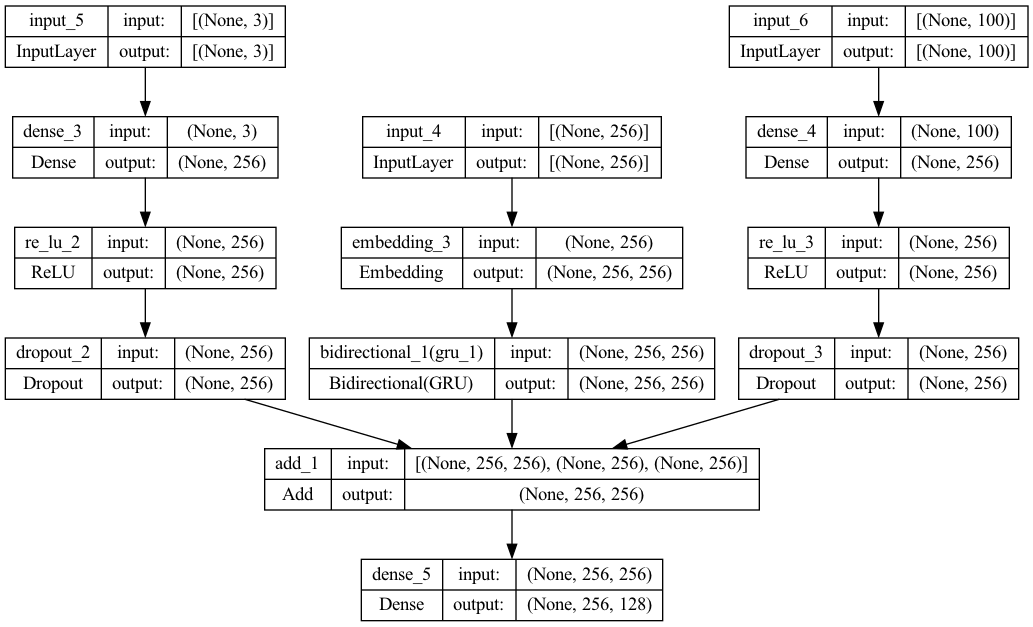 input_5 input: [(None, 3)]
InputLayer output: [(None, 3)]
input_6 input: [(None, 100)]
InputLayer output: [(None, 100)]
dense_3 input: (None, 3)
Dense output: (None, 256)
input_4 input: [(None, 256)]
InputLayer output: [(None, 256)]
dense_4 input: (None, 100)
Dense output: (None, 256)
re_lu_2 input: (None, 256)
ReLU output: (None, 256)
embedding_3 input: (None, 256)
Embedding output: (None, 256, 256)
re_lu_3 input: (None, 256)
ReLU output: (None, 256)
dropout_2 input: (None, 256)
Dropout output: (None, 256)
bidirectional_1(gru_1) input: (None, 256, 256)
Bidirectional(GRU) output: (None, 256, 256)
dropout_3 input: (None, 256)
Dropout output: (None, 256)
add_1 input: [(None, 256, 256), (None, 256), (None, 256)]
Add output: (None, 256, 256)
dense_5 input: (None, 256, 256)
Dense output: (None, 256, 128)